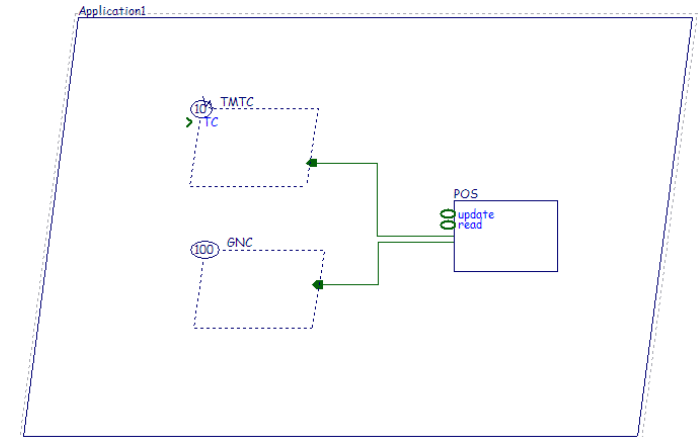 Application1
10 TMTC
TC
POS
update
read
100 GNC